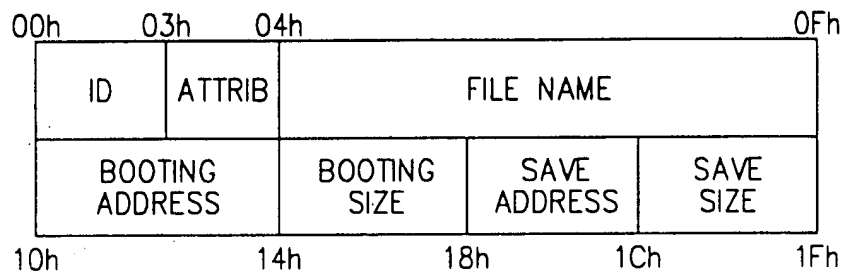 00h 03h 04h 0Fh
ID ATTRIB FILE NAME
BOOTING ADDRESS BOOTING SIZE SAVE ADDRESS SAVE SIZE
10h 14h 18h 1Ch 1Fh